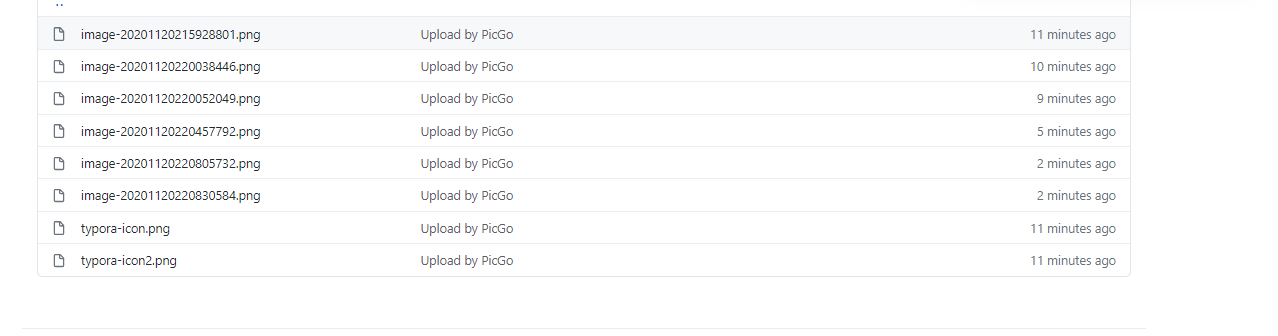 ..
image-20201120215928801.png Upload by PicGo 11 minutes ago
image-20201120220038446.png Upload by PicGo 10 minutes ago
image-20201120220052049.png Upload by PicGo 9 minutes ago
image-20201120220457792.png Upload by PicGo 5 minutes ago
image-20201120220805732.png Upload by PicGo 2 minutes ago
image-20201120220830584.png Upload by PicGo 2 minutes ago
typora-icon.png Upload by PicGo 11 minutes ago
typora-icon2.png Upload by PicGo 11 minutes ago